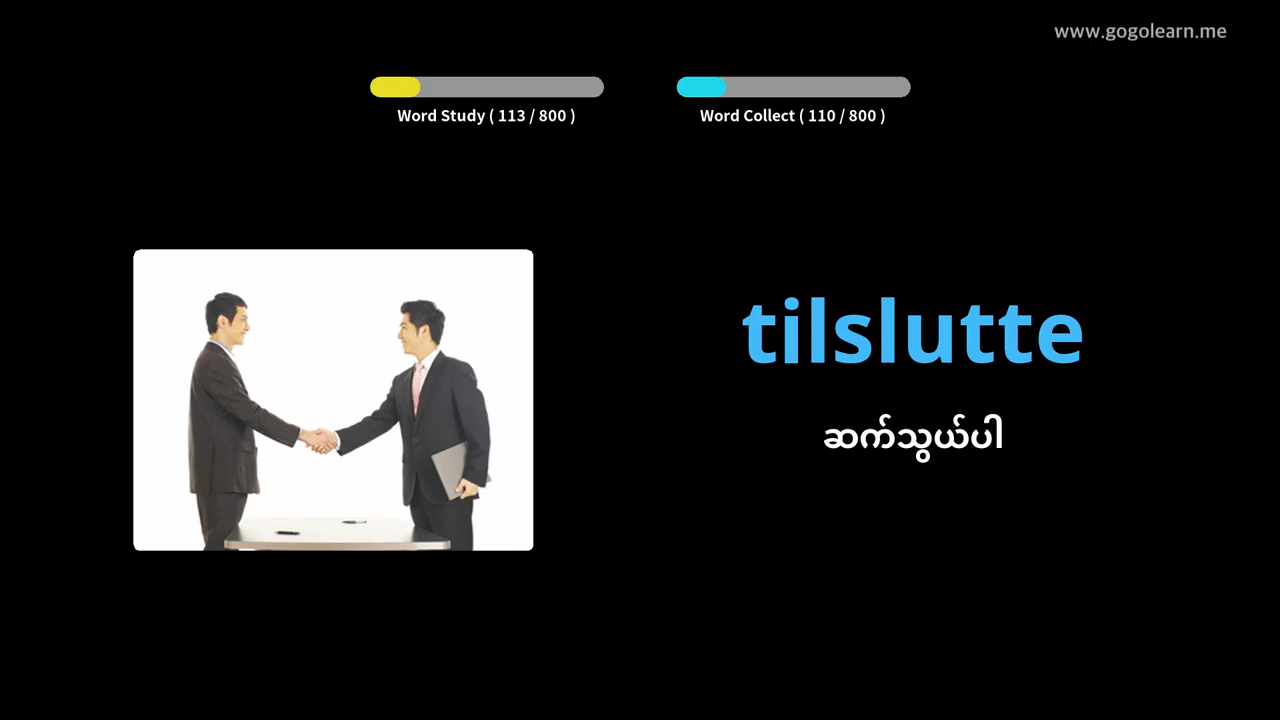 www.gogolearn.me
Word Study ( 113 / 800 )
Word Collect ( 110 / 800 )
tilslutte
ဆက်သွယ်ပါ